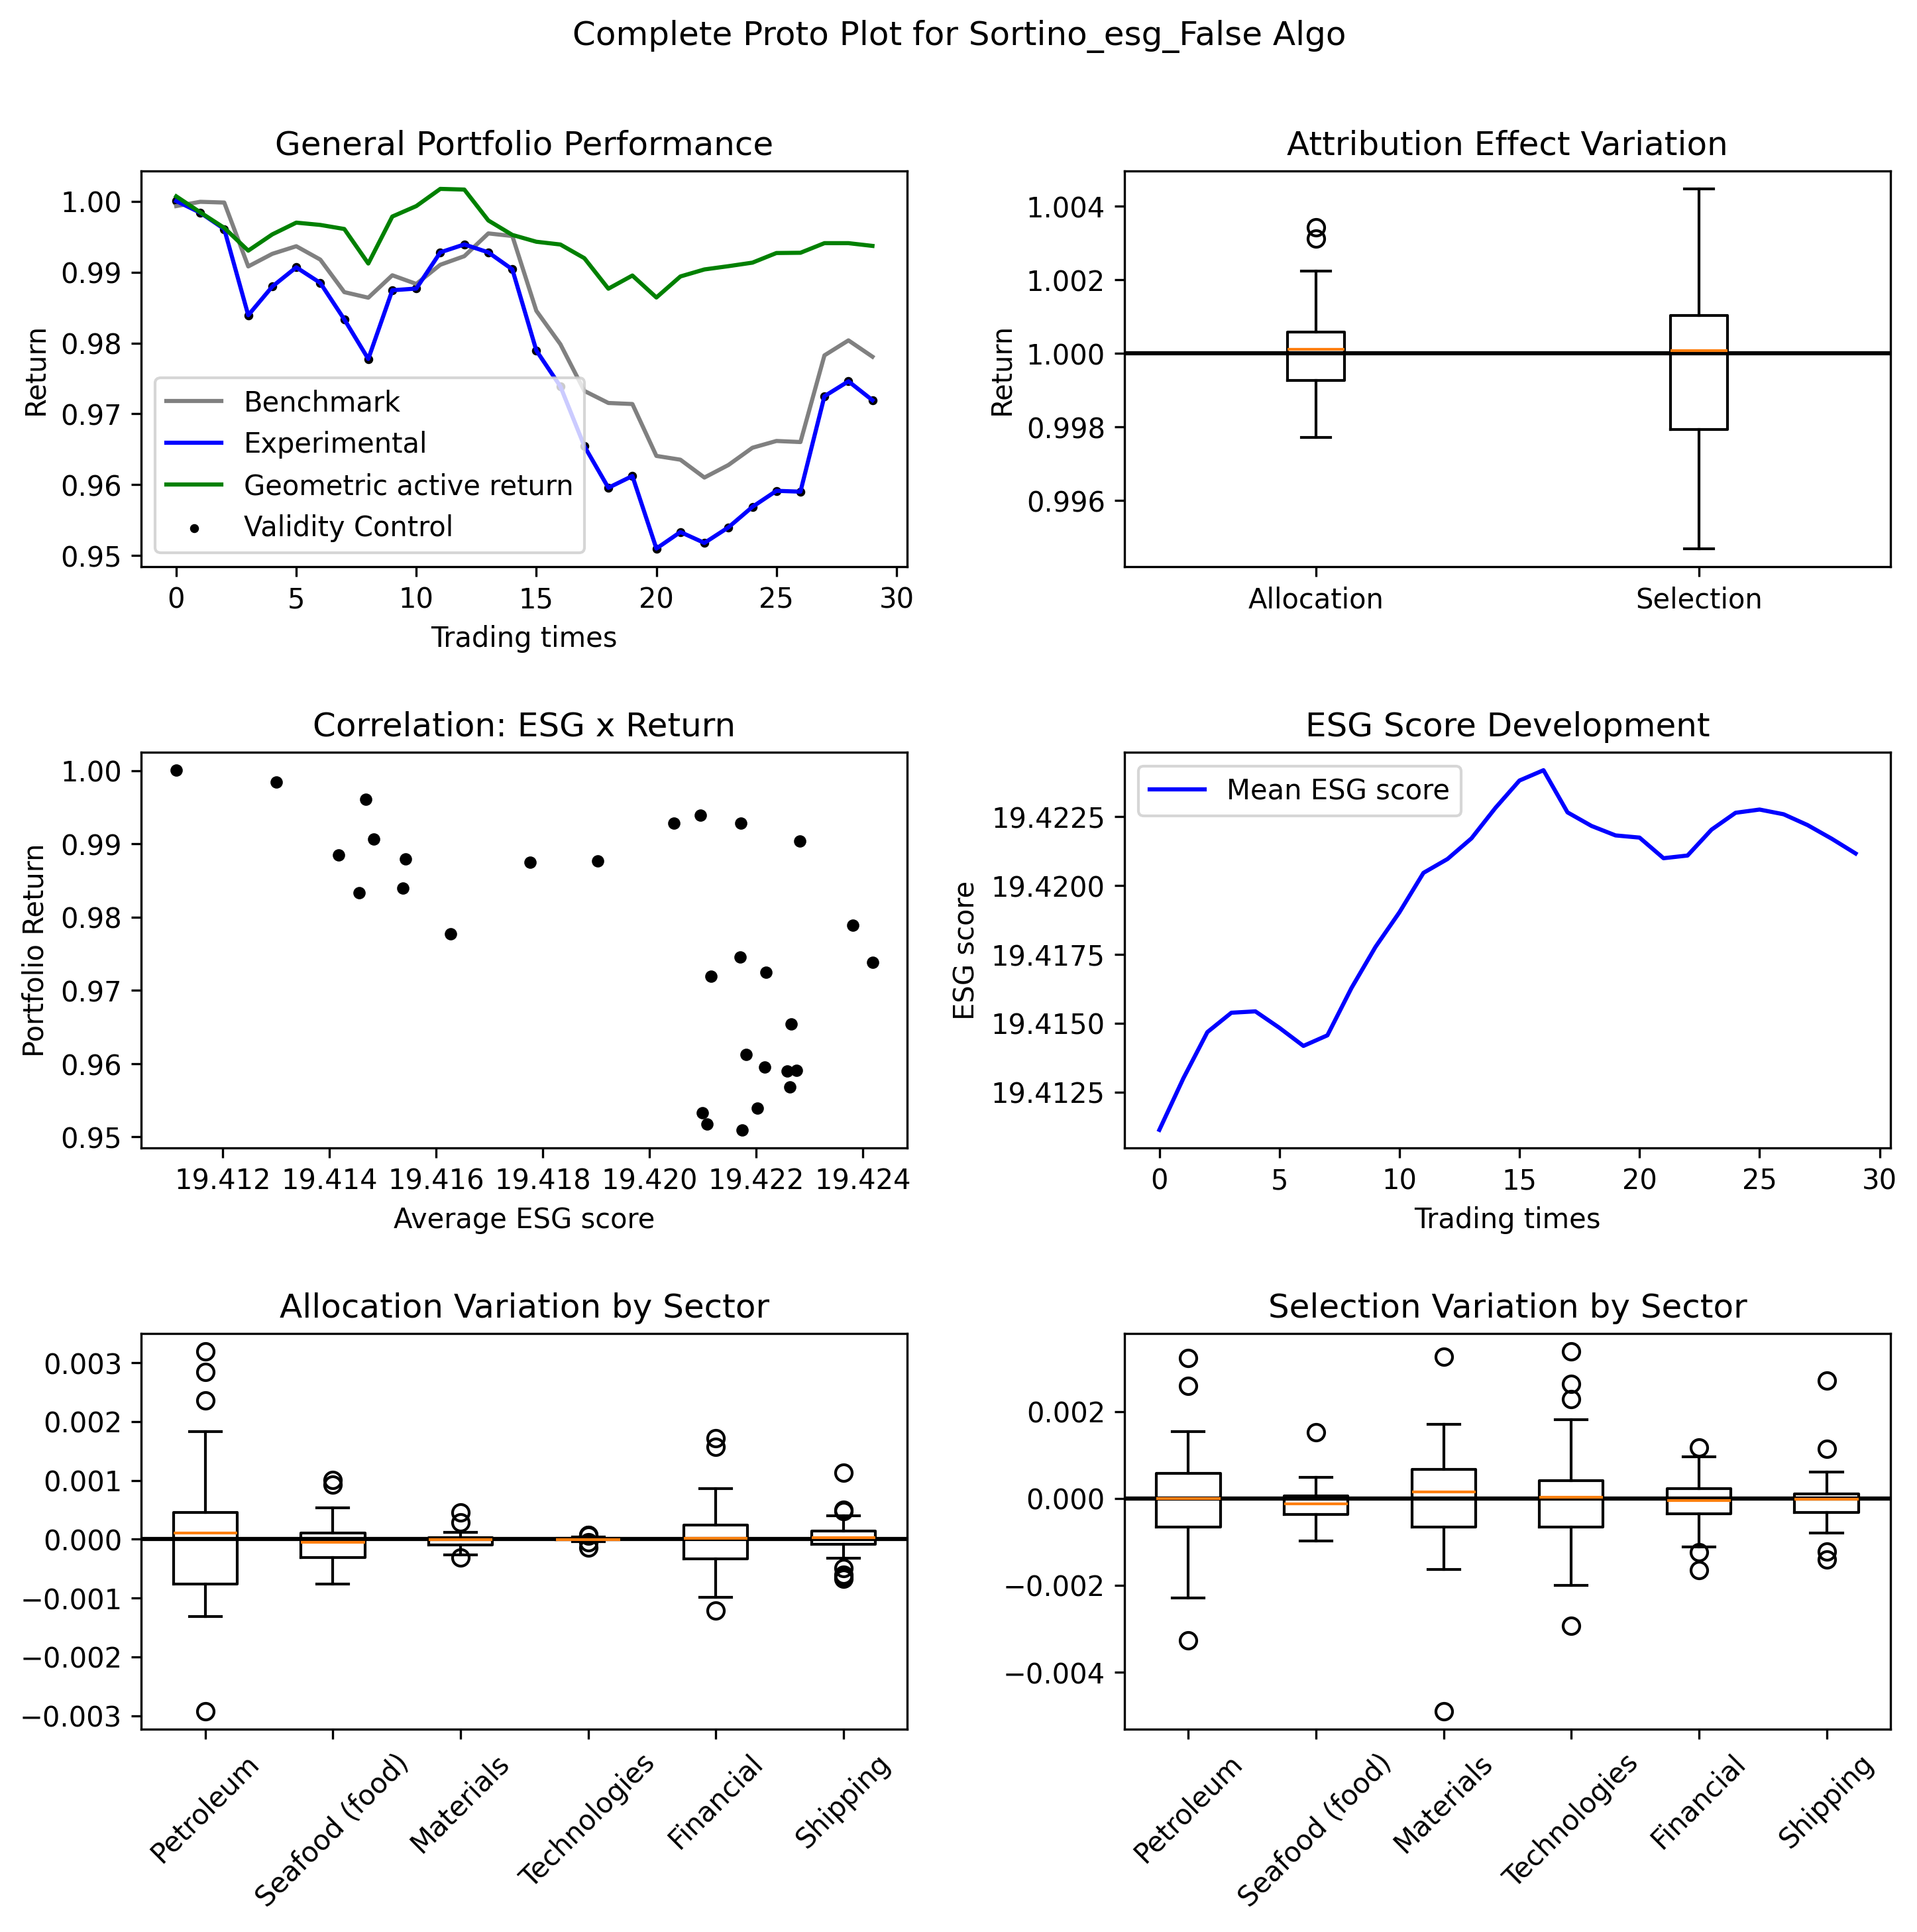 Complete Proto Plot for Sortino_esg_False Algo
General Portfolio Performance
Return
1.00
0.99
0.98
0.97
0.96
0.95
Benchmark
Experimental
Geometric active return
Validity Control
0 5 10 15 20 25 30
Trading times
Attribution Effect Variation
Return
1.004
1.002
1.000
0.998
0.996
Allocation Selection
Correlation: ESG x Return
Portfolio Return
1.00
0.99
0.98
0.97
0.96
0.95
19.412 19.414 19.416 19.418 19.420 19.422 19.424
Average ESG score
ESG Score Development
ESG score
19.4225
19.4200
19.4175
19.4150
19.4125
Mean ESG score
0 5 10 15 20 25 30
Trading times
Allocation Variation by Sector
0.003
0.002
0.001
0.000
−0.001
−0.002
−0.003
Petroleum
Seafood (food)
Materials
Technologies
Financial
Shipping
Selection Variation by Sector
0.002
0.000
−0.002
−0.004
Petroleum
Seafood (food)
Materials
Technologies
Financial
Shipping